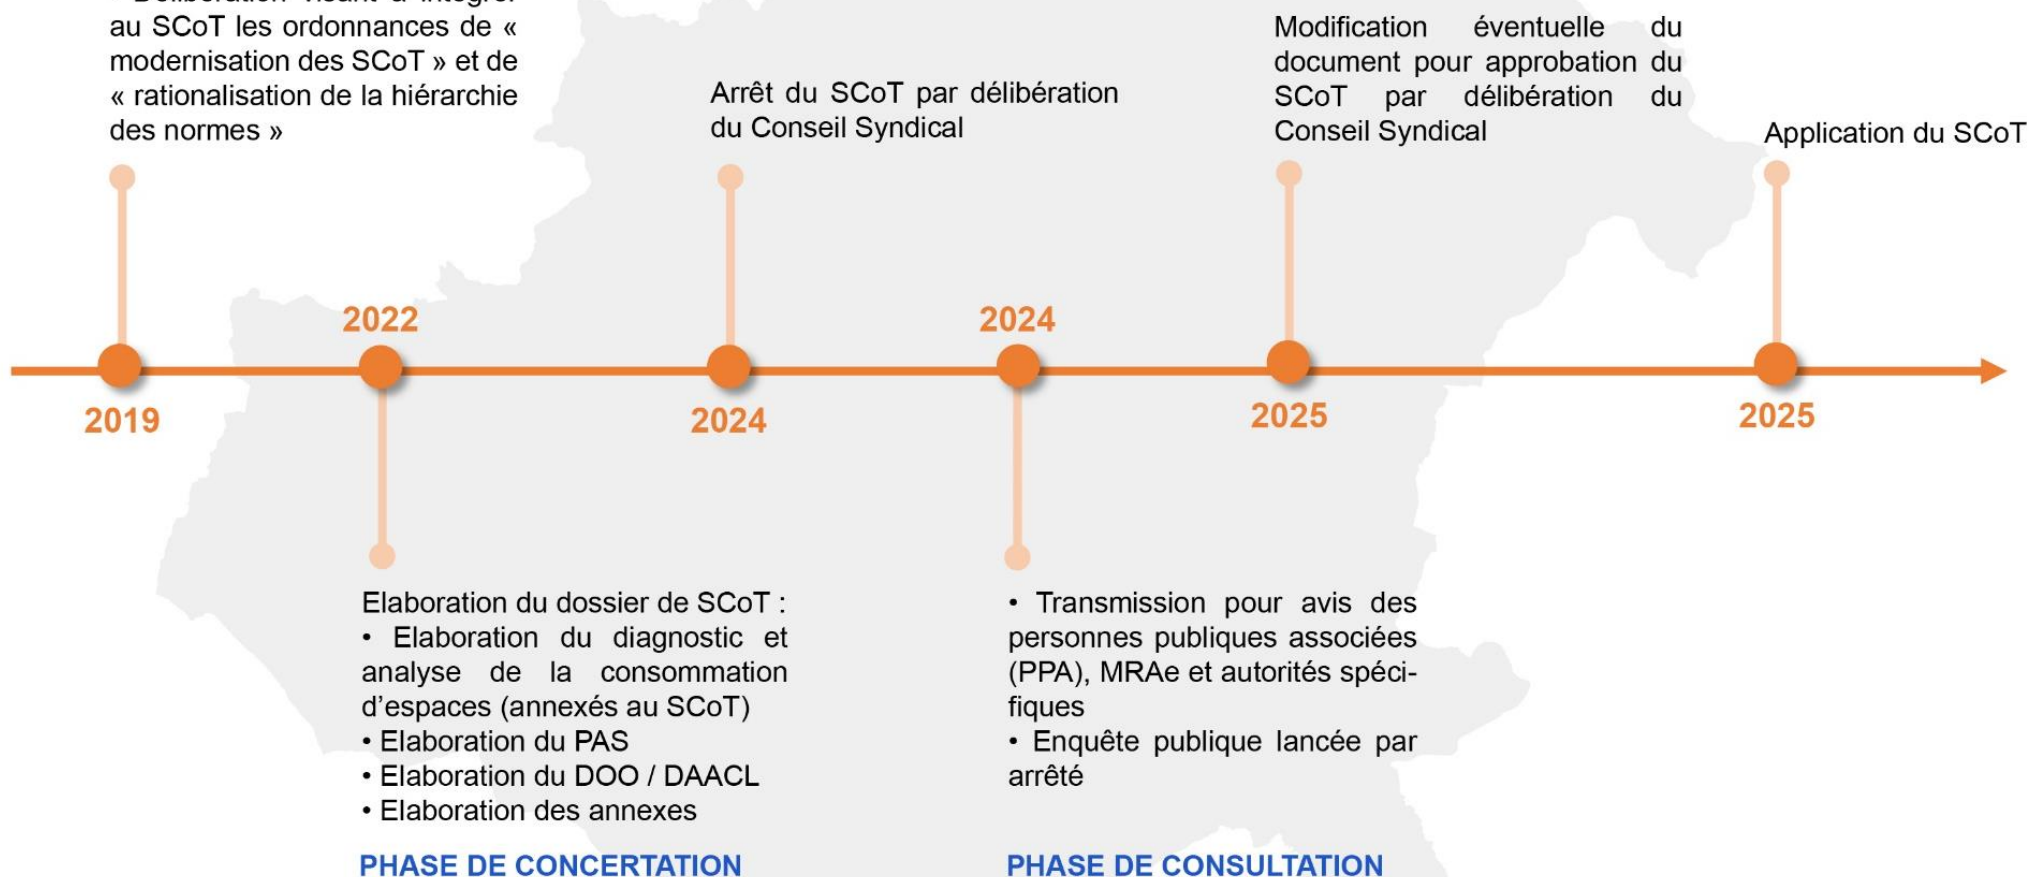 au SCoT les ordonnances de «
modernisation des SCoT » et de
« rationalisation de la hiérarchie
des normes »
Arrêt du SCoT par délibération
du Conseil Syndical
Modification éventuelle du
document pour approbation du
SCoT par délibération du
Conseil Syndical
Application du SCoT
2022
2024
2019
2024
2025
2025
Elaboration du dossier de SCoT :
• Elaboration du diagnostic et
analyse de la consommation
d’espaces (annexés au SCoT)
• Elaboration du PAS
• Elaboration du DOO / DAACL
• Elaboration des annexes
PHASE DE CONCERTATION
• Transmission pour avis des
personnes publiques associées
(PPA), MRAe et autorités spéci-
fiques
• Enquête publique lancée par
arrêté
PHASE DE CONSULTATION